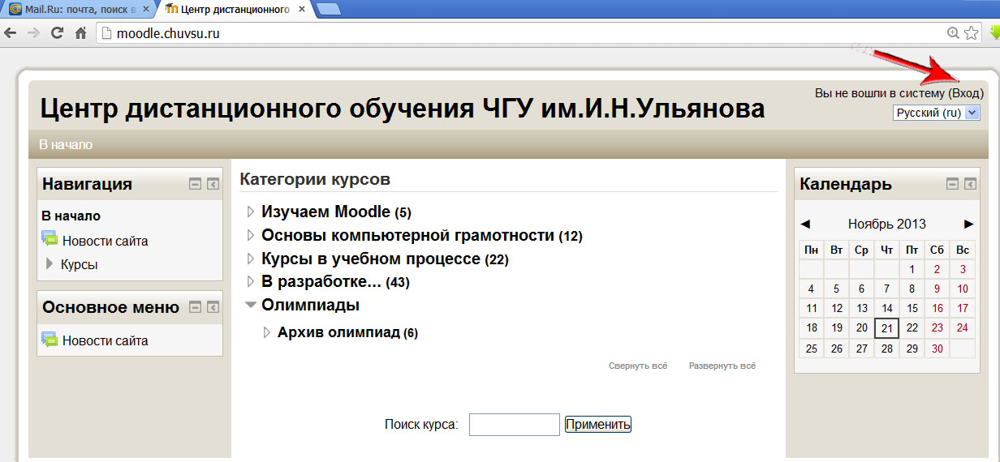 Mail.Ru: почта, поиск в
Центр дистанционного
moodle.chuvsu.ru
Вы не вошли в систему (Вход)
Центр дистанционного обучения ЧГУ им.И.Н.Ульянова
Русский (ru)
В начало
Навигация
В начало
Новости сайта
Курсы
Основное меню
Новости сайта
Категории курсов
Изучаем Moodle (5)
Основы компьютерной грамотности (12)
Курсы в учебном процессе (22)
В разработке... (43)
Олимпиады
Архив олимпиад (6)
Свернуть всё Развернуть всё
Поиск курса: Применить
Календарь
◄ Ноябрь 2013 ►
Пн Вт Ср Чт Пт Сб Вс
1 2 3
4 5 6 7 8 9 10
11 12 13 14 15 16 17
18 19 20 21 22 23 24
25 26 27 28 29 30